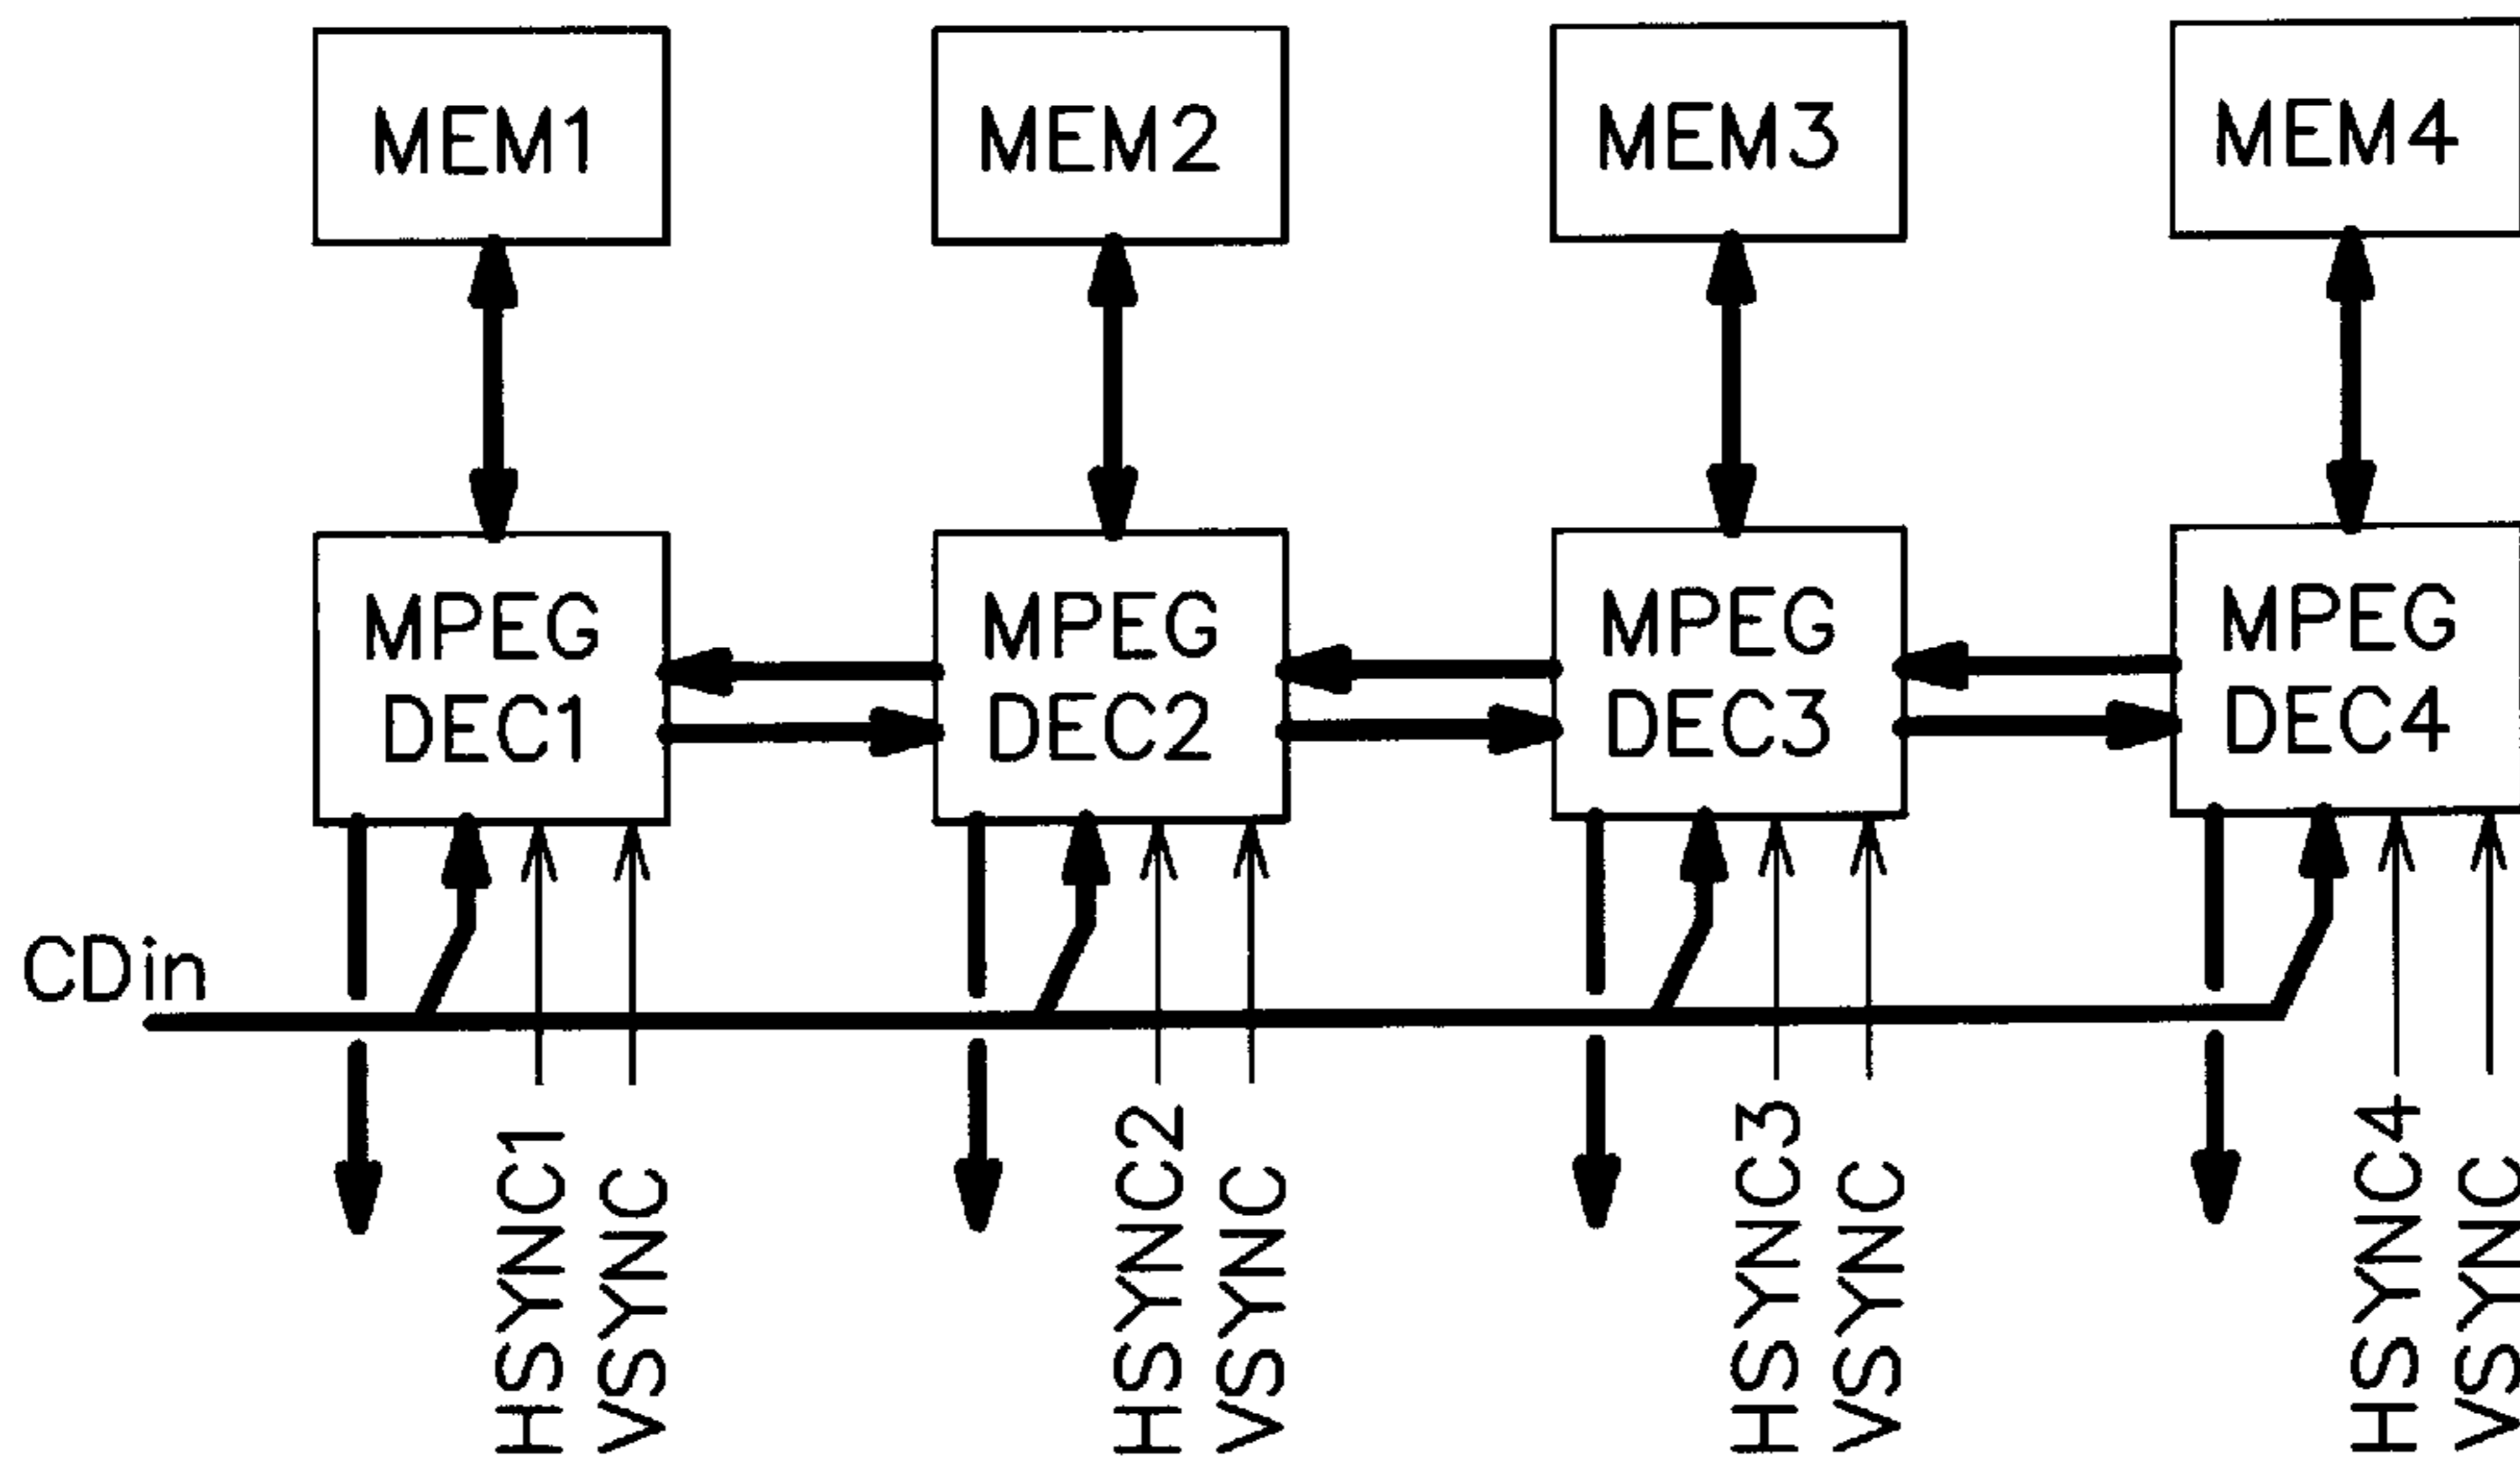 MEM1
MEM2
MEM3
MEM4
MPEG
DEC1
MPEG
DEC2
MPEG
DEC3
MPEG
DEC4
CDin
HSYNC1
VSYNC
HSYNC2
VSYNC
HSYNC3
VSYNC
HSYNC4
VSYNC